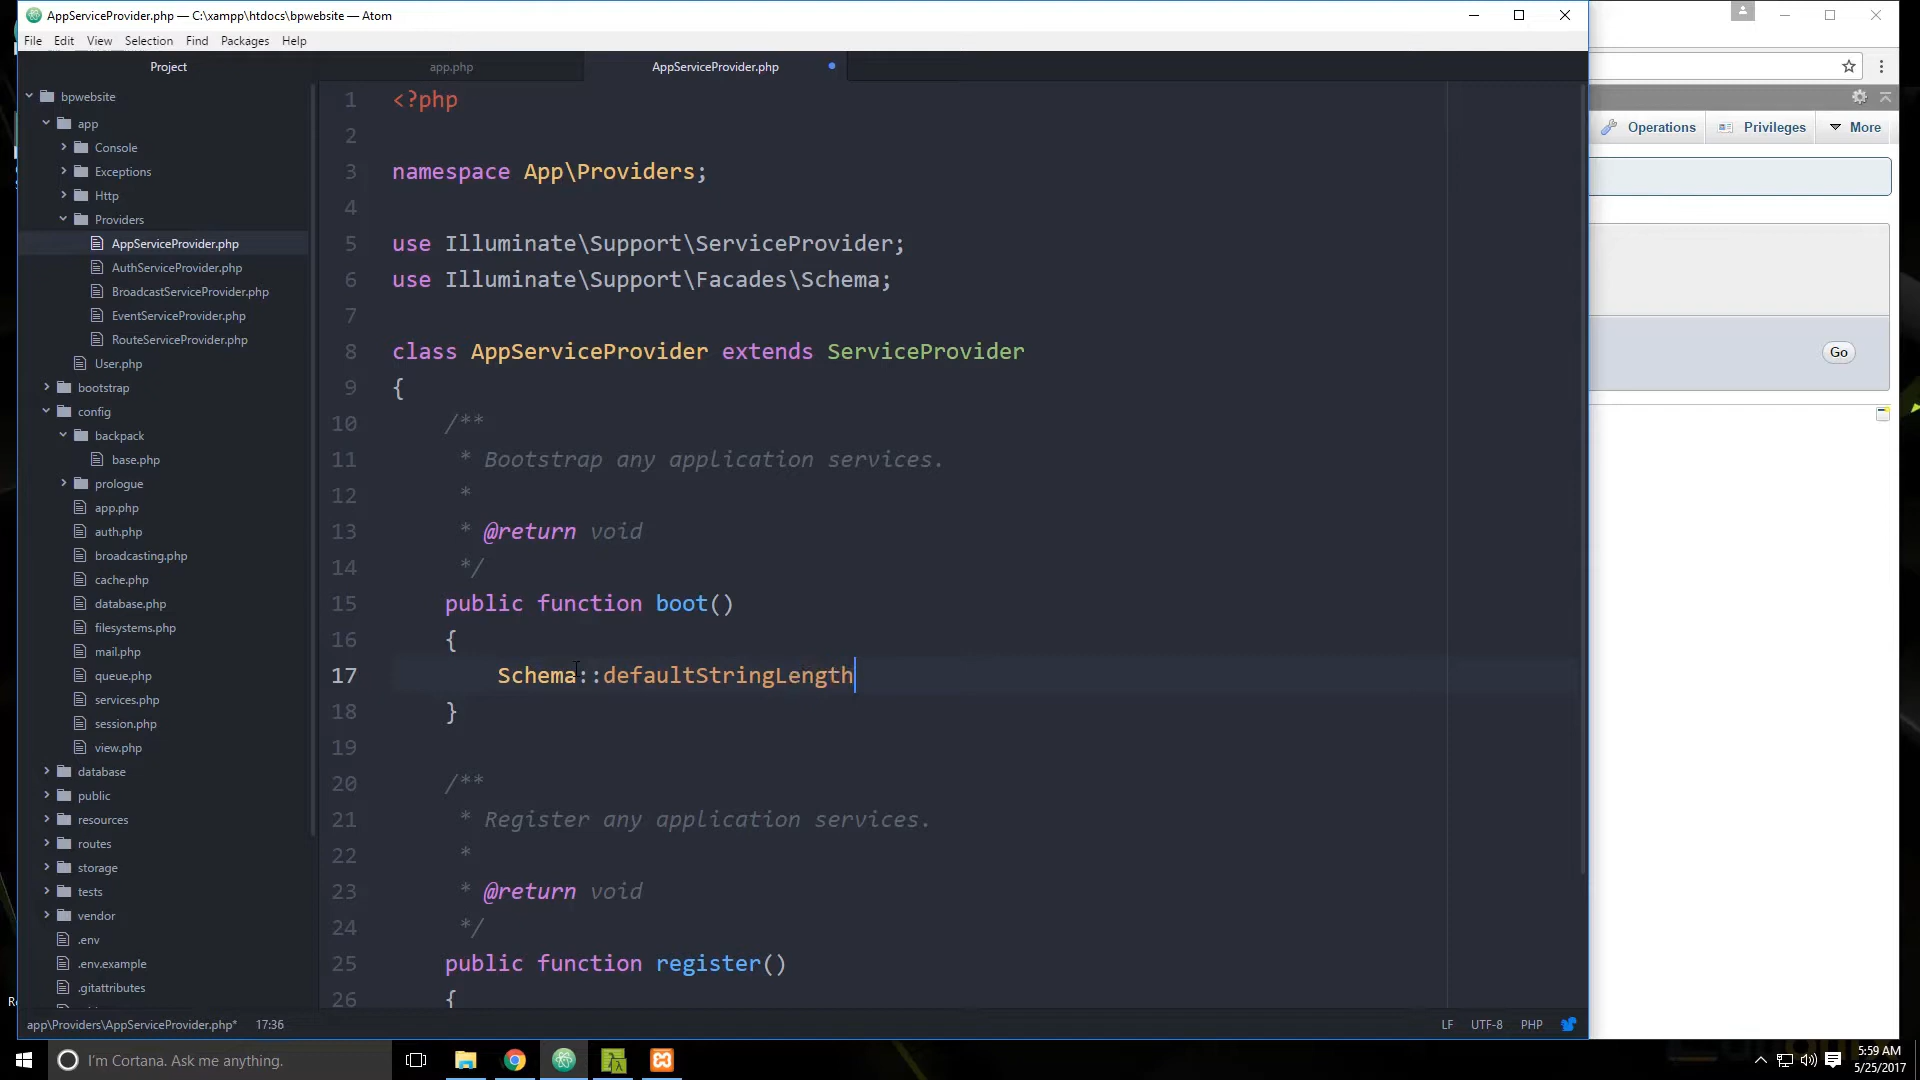 AppServiceProvider.php — C:\xampp\htdocs\bpwebsite — Atom
File Edit View Selection Find Packages Help
Project
app.php
AppServiceProvider.php
bpwebsite
app
Console
Exceptions
Http
Providers
AppServiceProvider.php
AuthServiceProvider.php
BroadcastServiceProvider.php
EventServiceProvider.php
RouteServiceProvider.php
User.php
bootstrap
config
backpack
base.php
prologue
app.php
auth.php
broadcasting.php
cache.php
database.php
filesystems.php
mail.php
queue.php
services.php
session.php
view.php
database
public
resources
routes
storage
tests
vendor
.env
.env.example
.gitattributes
1 <?php
2
3 namespace App\Providers;
4
5 use Illuminate\Support\ServiceProvider;
6 use Illuminate\Support\Facades\Schema;
7
8 class AppServiceProvider extends ServiceProvider
9 {
10 /**
11 * Bootstrap any application services.
12 *
13 * @return void
14 */
15 public function boot()
16 {
17 Schema::defaultStringLength
18 }
19
20 /**
21 * Register any application services.
22 *
23 * @return void
24 */
25 public function register()
26 {
app\Providers\AppServiceProvider.php* 17:36
LF UTF-8 PHP
Operations Privileges More
Go
I'm Cortana. Ask me anything.
5:59 AM
5/25/2017